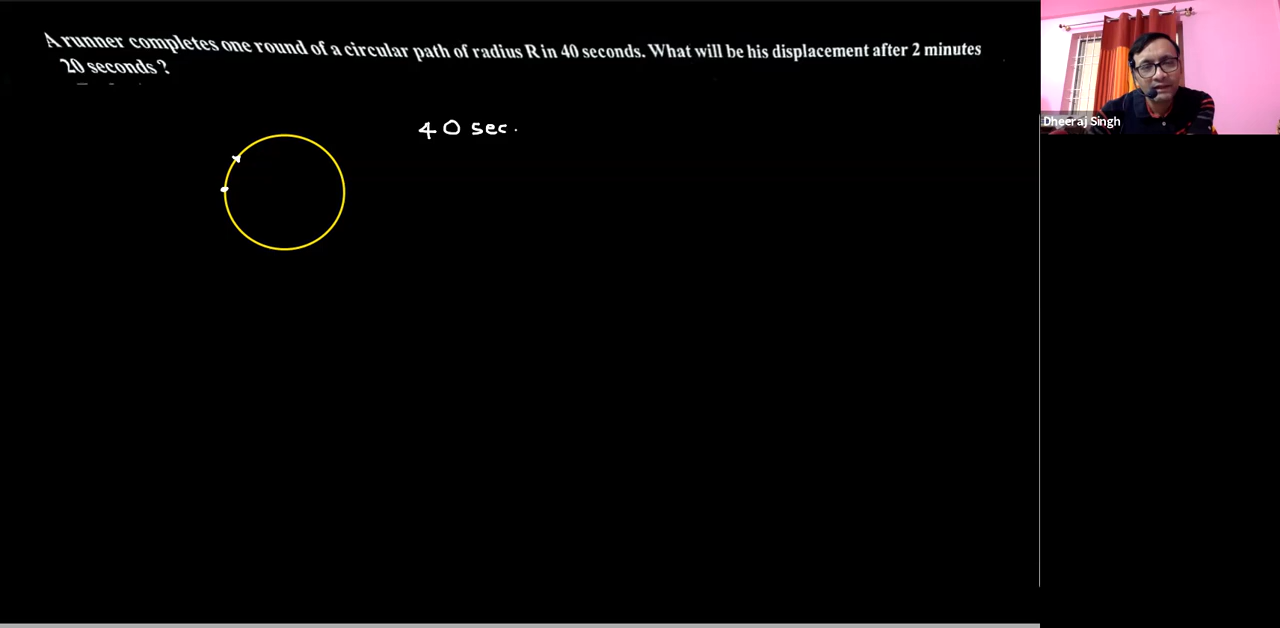 A runner completes one round of a circular path of radius R in 40 seconds. What will be his displacement after 2 minutes
20 seconds ?
40 sec.
Dheeraj Singh